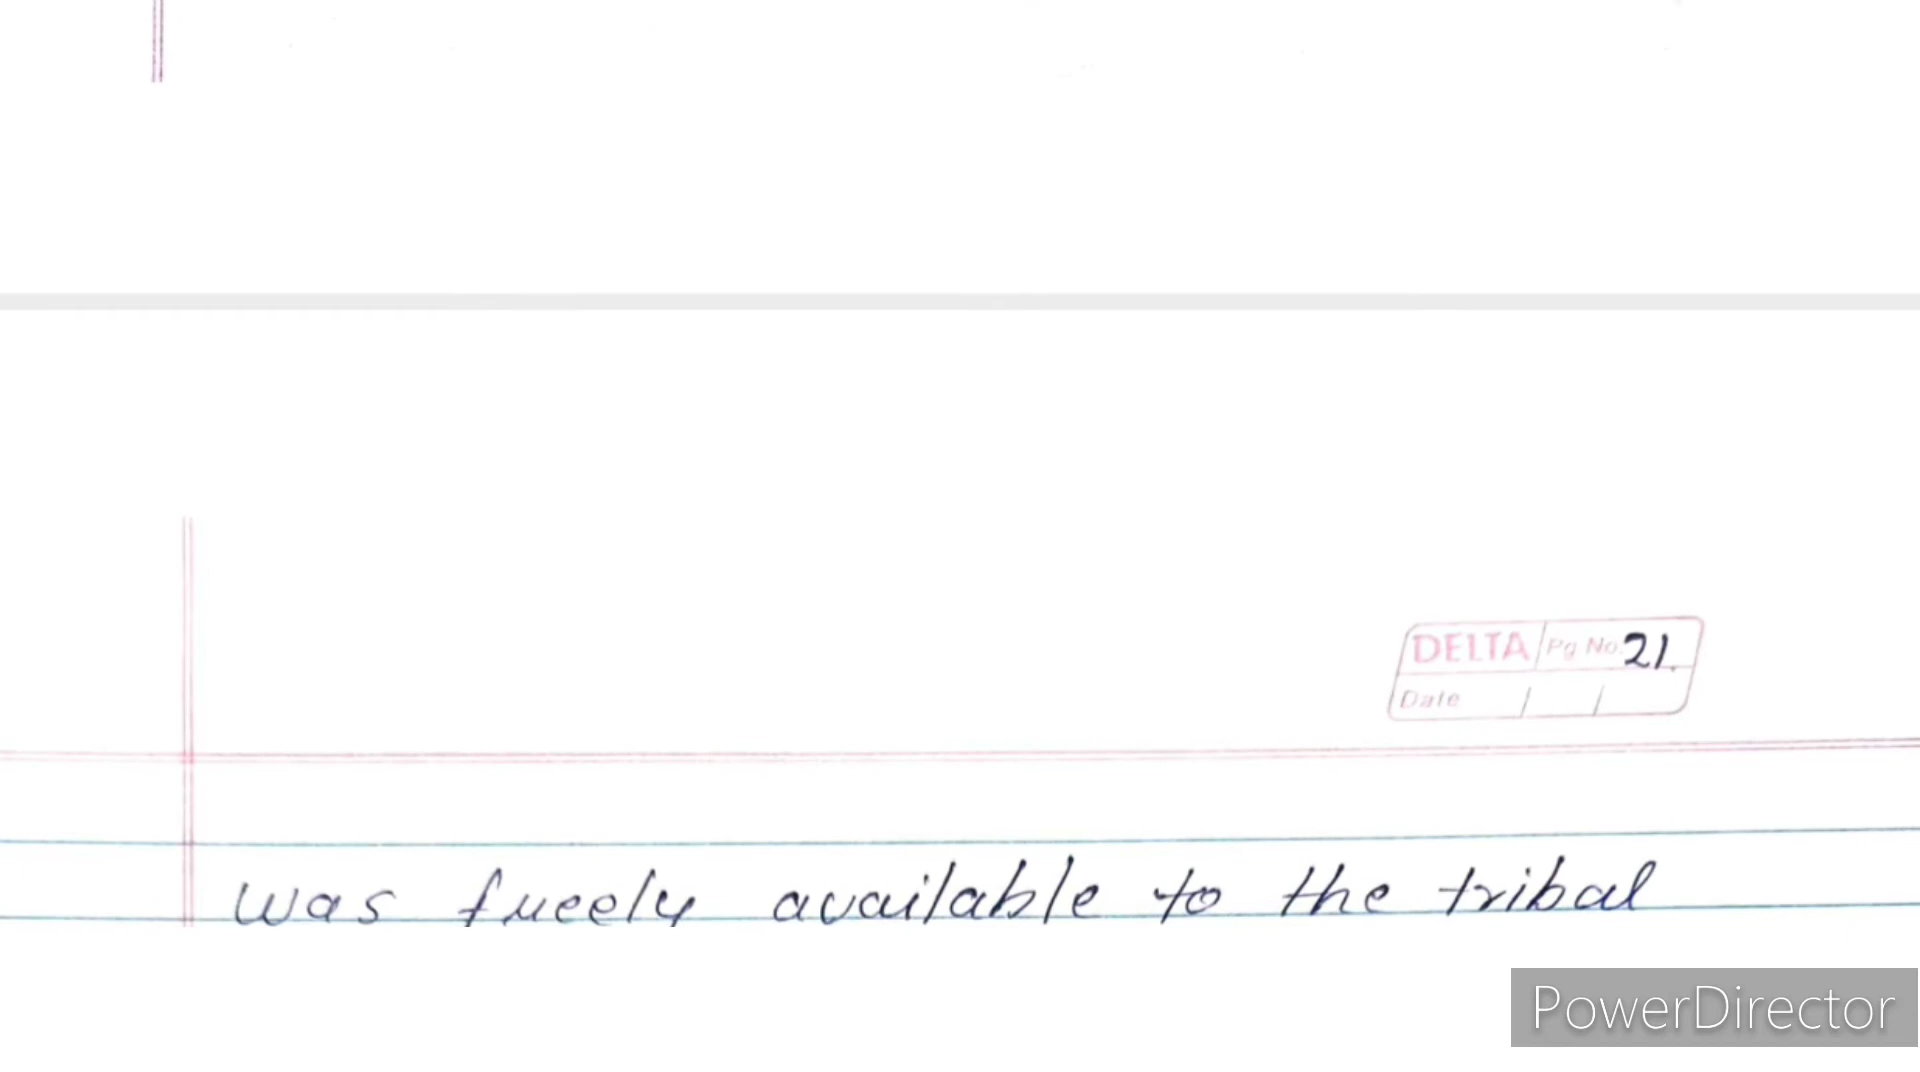 DELTA Pg No. 21.
Date / /
was freely available to the tribal
PowerDirector